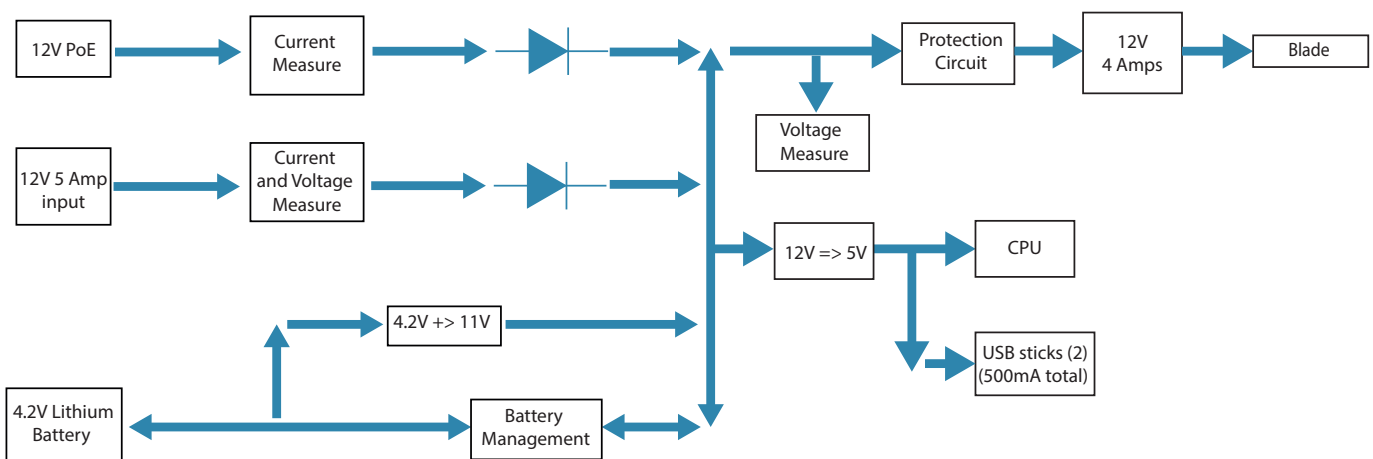 12V PoE
Current
Measure
Protection
Circuit
12V
4 Amps
Blade
Voltage
Measure
12V 5 Amp
input
Current
and Voltage
Measure
12V => 5V
CPU
4.2V +> 11V
USB sticks (2)
(500mA total)
4.2V Lithium
Battery
Battery
Management